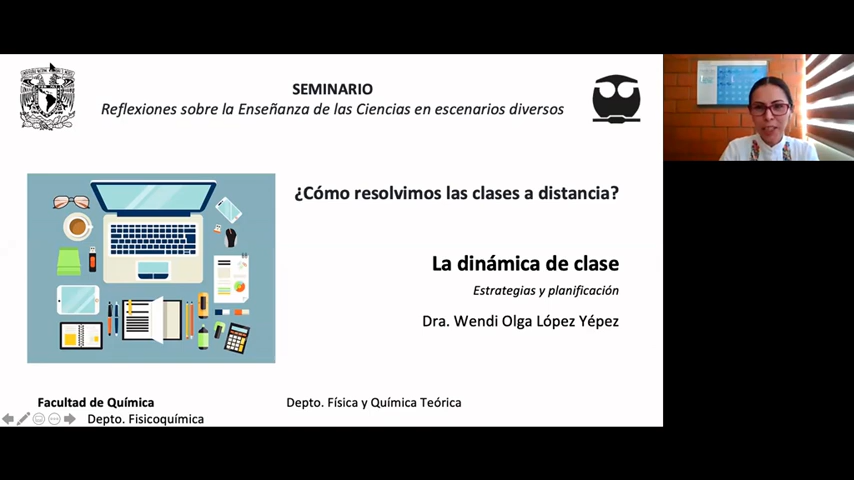 SEMINARIO
Reflexiones sobre la Enseñanza de las Ciencias en escenarios diversos
¿Cómo resolvimos las clases a distancia?
La dinámica de clase
Estrategias y planificación
Dra. Wendi Olga López Yépez
Facultad de Química
Depto. Física y Química Teórica
Depto. Fisicoquímica